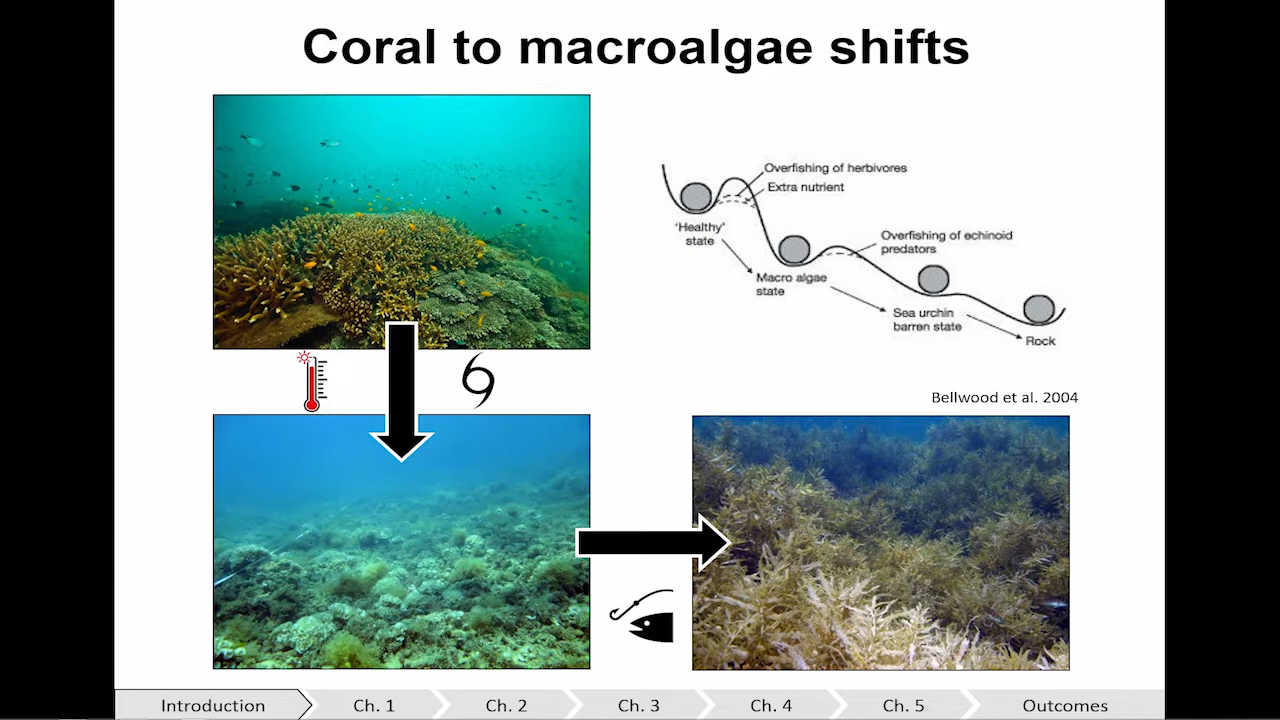 Coral to macroalgae shifts
Overfishing of herbivores
Extra nutrient
'Healthy'
state
Overfishing of echinoid
predators
Macro algae
state
Sea urchin
barren state
Rock
Bellwood et al. 2004
Introduction
Ch. 1
Ch. 2
Ch. 3
Ch. 4
Ch. 5
Outcomes